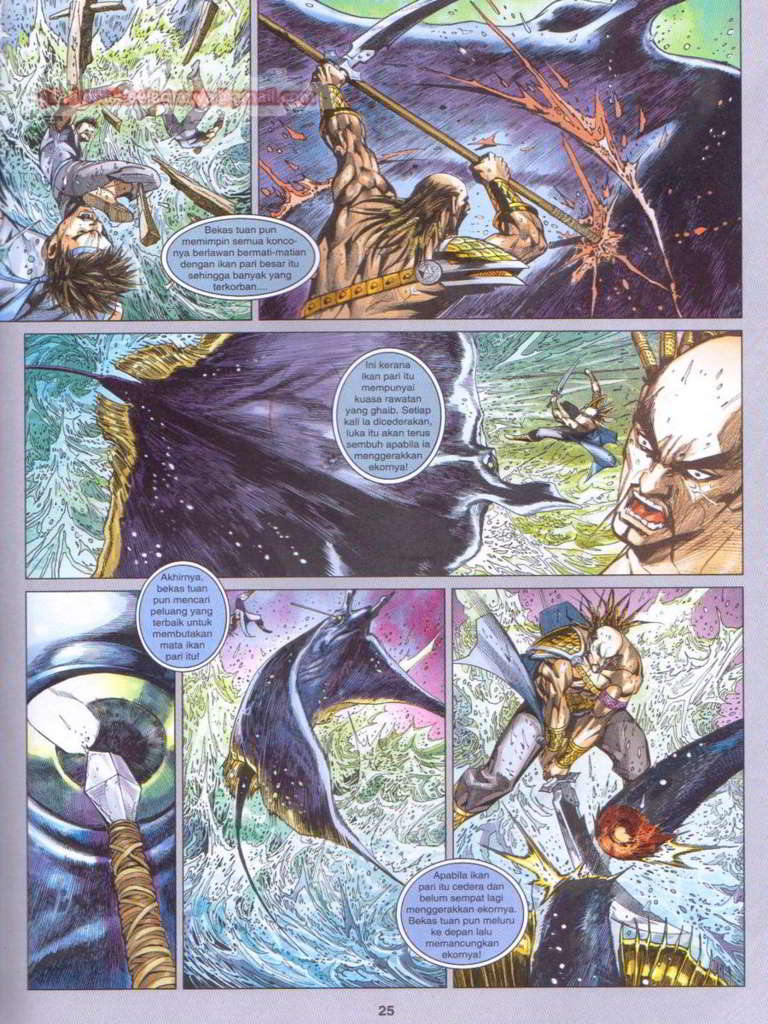 Bekas tuan pun
memimpin semua konco-
nya berlawan bermati-matian
dengan ikan pari besar itu
sehingga banyak yang
terkorban....
Ini kerana
ikan pari itu
mempunyai
kuasa rawatan
yang ghaib. Setiap
kali ia dicederakan,
luka itu akan terus
sembuh apabila ia
menggerakkan
ekornya!
Akhirnya,
bekas tuan
pun mencari
peluang yang
terbaik untuk
membutakan
mata ikan
pari itu!
Apabila ikan
pari itu cedera dan
belum sempat lagi
menggerakkan ekornya.
Bekas tuan pun meluru
ke depan lalu
memancungkan
ekornya!
25